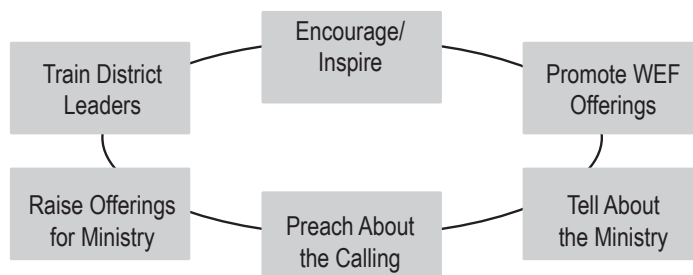 Encourage/
Inspire
Train District
Leaders
Promote WEF
Offerings
Raise Offerings
for Ministry
Preach About
the Calling
Tell About
the Ministry